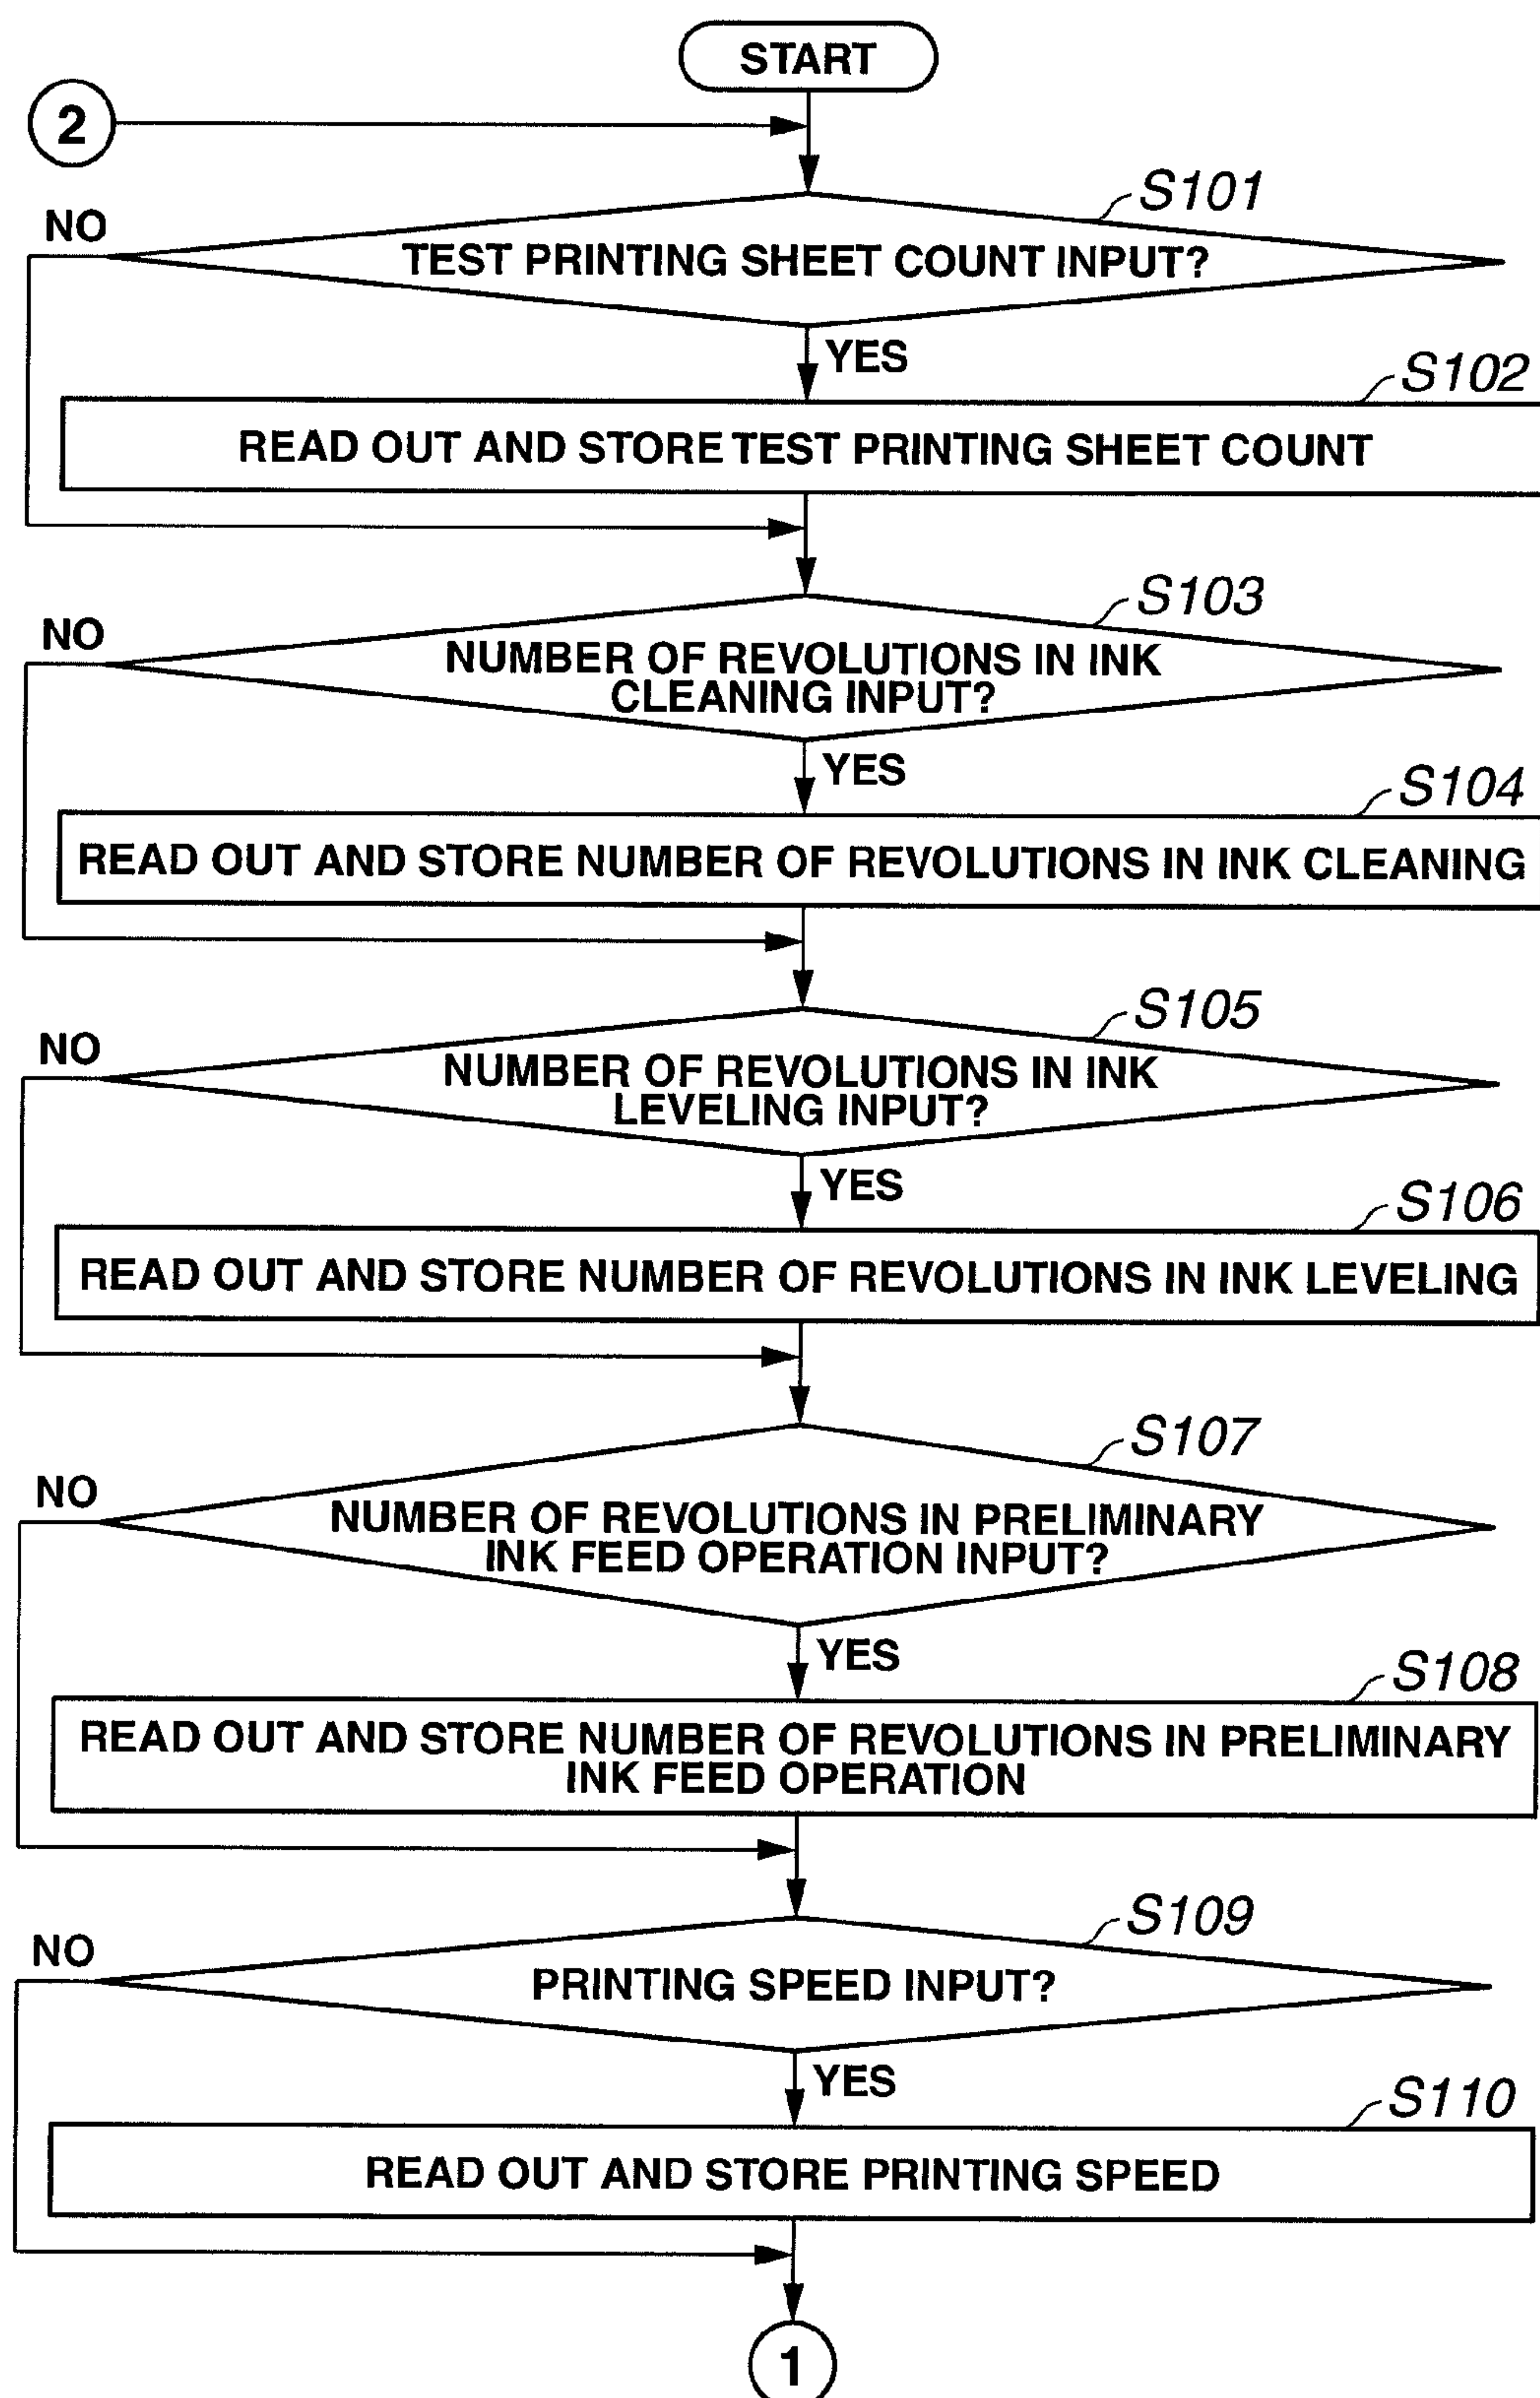 START
2
S101
NO
TEST PRINTING SHEET COUNT INPUT?
YES
S102
READ OUT AND STORE TEST PRINTING SHEET COUNT
S103
NO
NUMBER OF REVOLUTIONS IN INK
CLEANING INPUT?
YES
S104
READ OUT AND STORE NUMBER OF REVOLUTIONS IN INK CLEANING
S105
NO
NUMBER OF REVOLUTIONS IN INK
LEVELING INPUT?
YES
S106
READ OUT AND STORE NUMBER OF REVOLUTIONS IN INK LEVELING
S107
NO
NUMBER OF REVOLUTIONS IN PRELIMINARY
INK FEED OPERATION INPUT?
YES
S108
READ OUT AND STORE NUMBER OF REVOLUTIONS IN PRELIMINARY
INK FEED OPERATION
S109
NO
PRINTING SPEED INPUT?
YES
S110
READ OUT AND STORE PRINTING SPEED
1